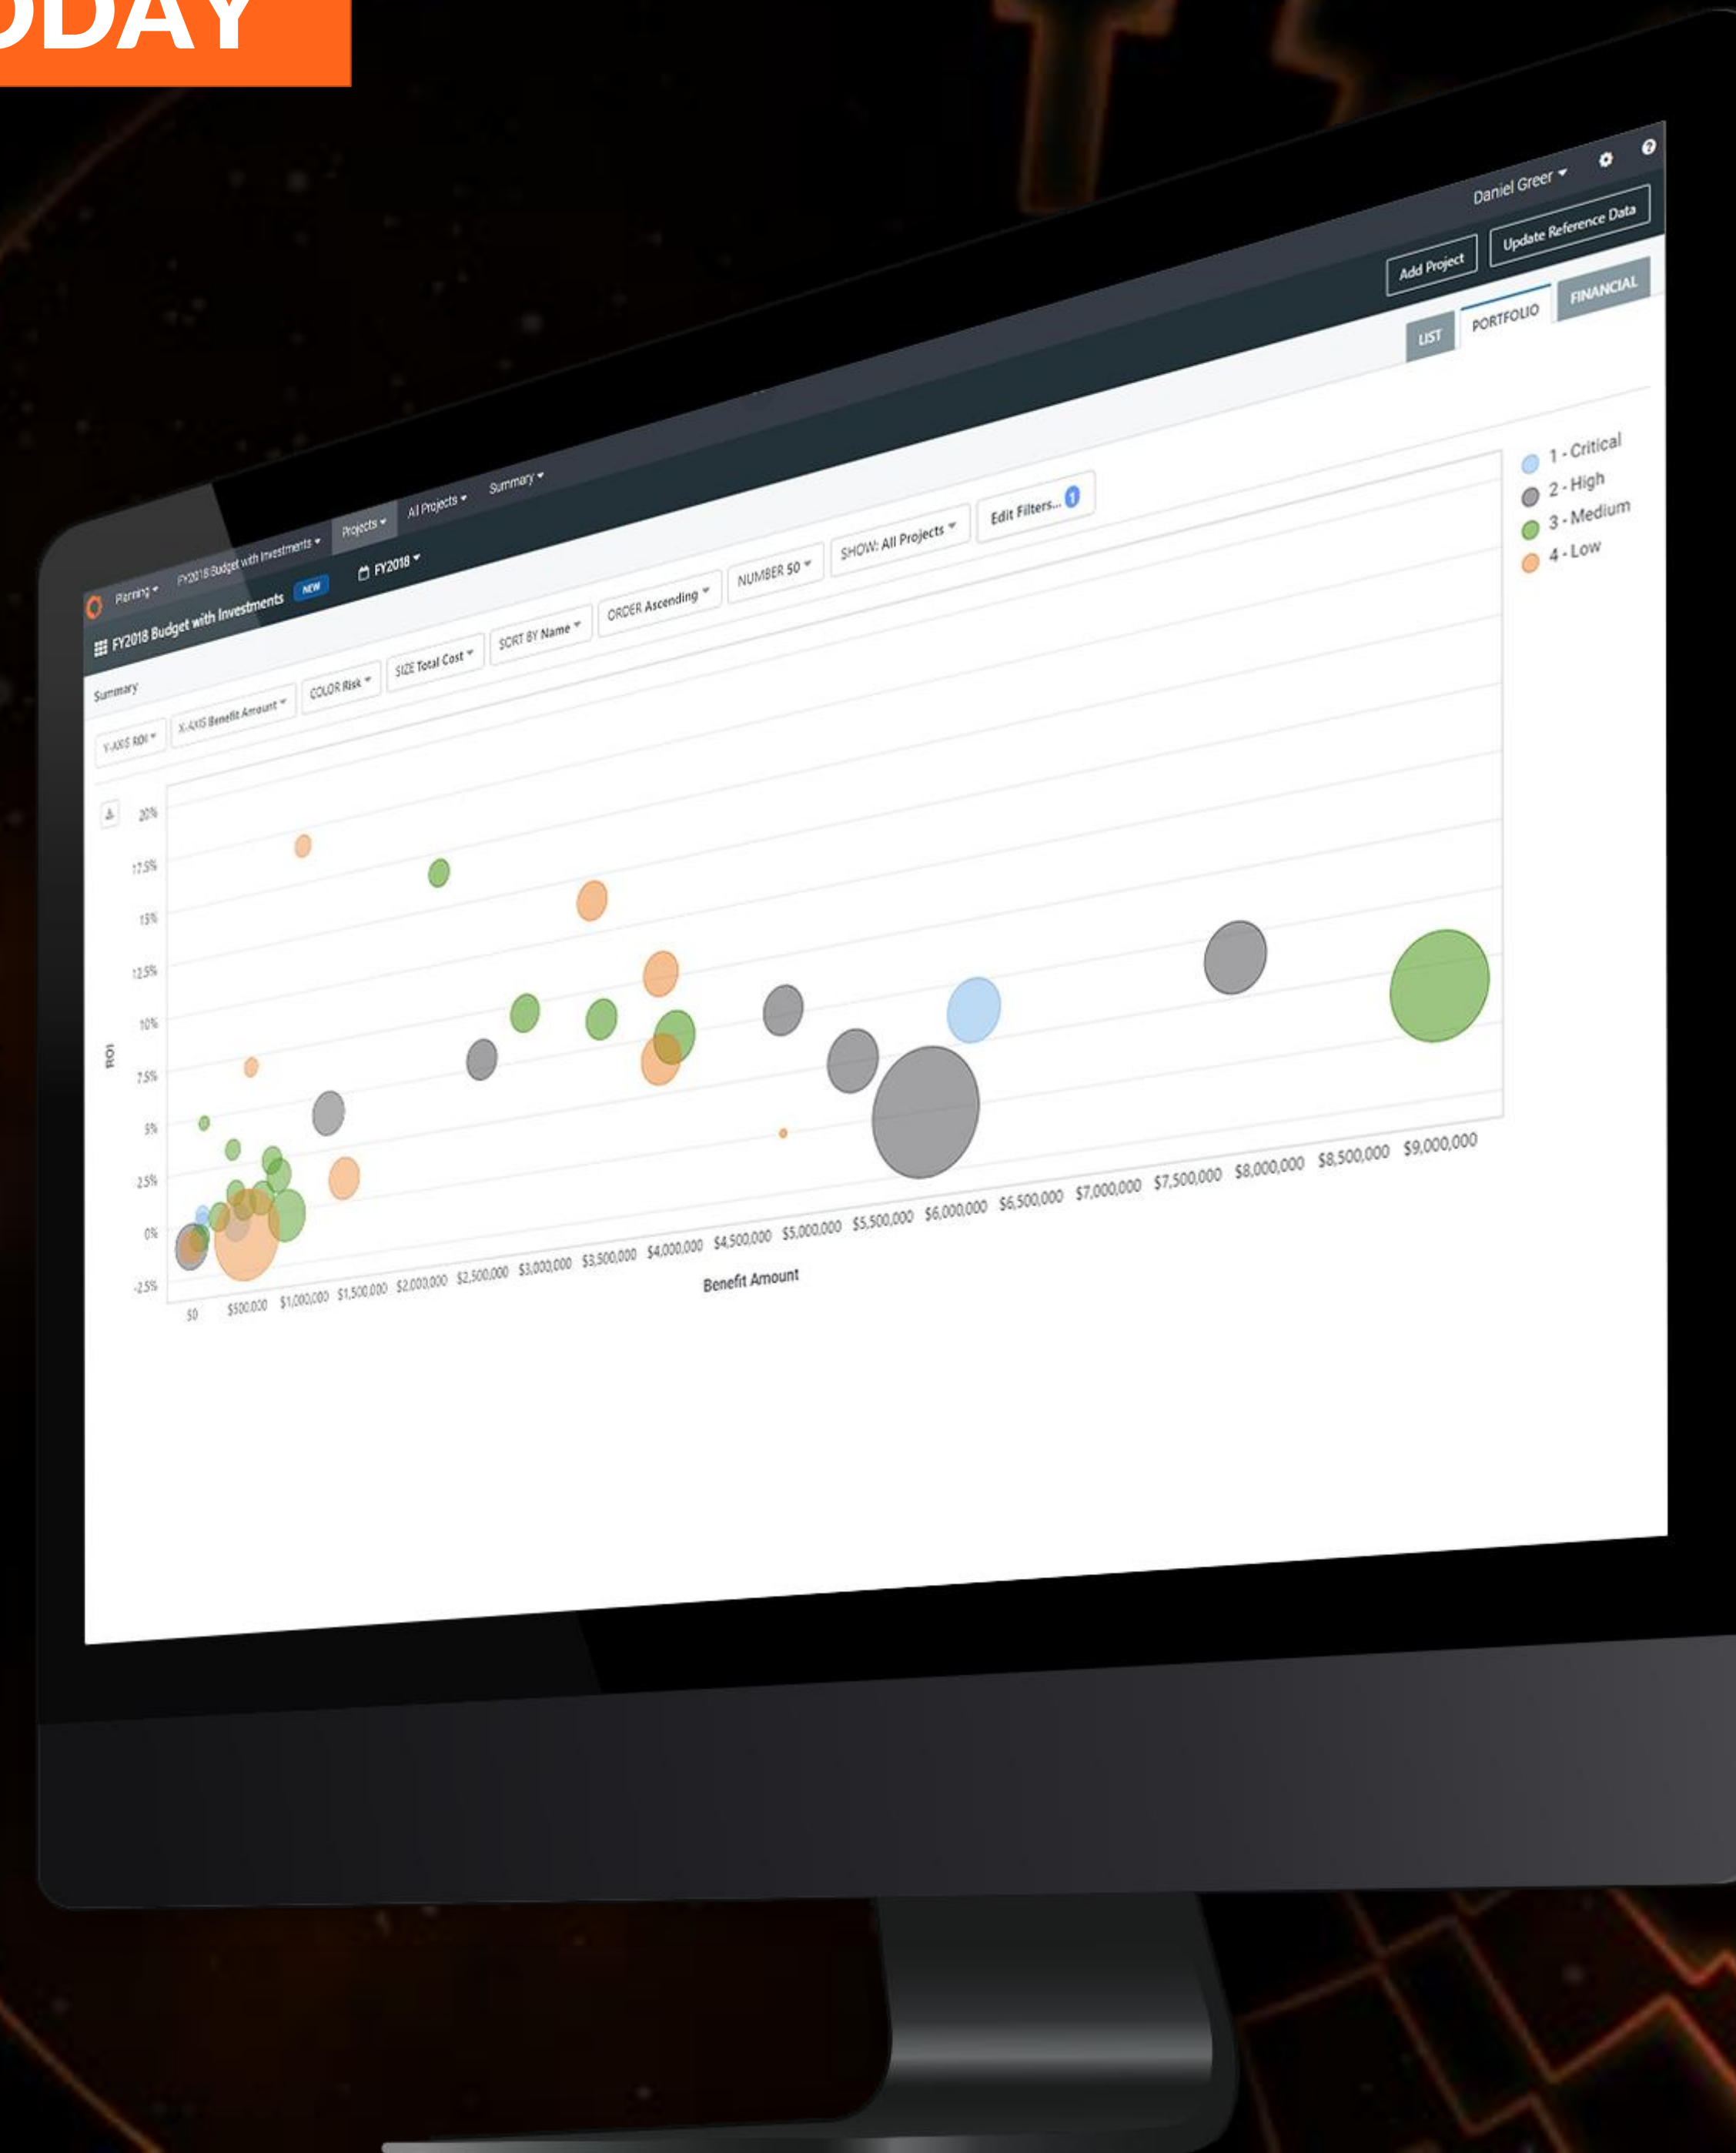 ODAY
Daniel Greer
Add Project
Update Reference Data
LIST
PORTFOLIO
FINANCIAL
Planning
FY2018 Budget with Investments
Projects
All Projects
Summary
FY2018 Budget with Investments
NEW
FY2018
Summary
Y-AXIS ROI
X-AXIS Benefit Amount
COLOR Risk
SIZE Total Cost
SORT BY Name
ORDER Ascending
NUMBER 50
SHOW: All Projects
Edit Filters... 1
1 - Critical
2 - High
3 - Medium
4 - Low
20%
17.5%
15%
12.5%
10%
7.5%
5%
2.5%
0%
-2.5%
ROI
$0 $500,000 $1,000,000 $1,500,000 $2,000,000 $2,500,000 $3,000,000 $3,500,000 $4,000,000 $4,500,000 $5,000,000 $5,500,000 $6,000,000 $6,500,000 $7,000,000 $7,500,000 $8,000,000 $8,500,000 $9,000,000
Benefit Amount